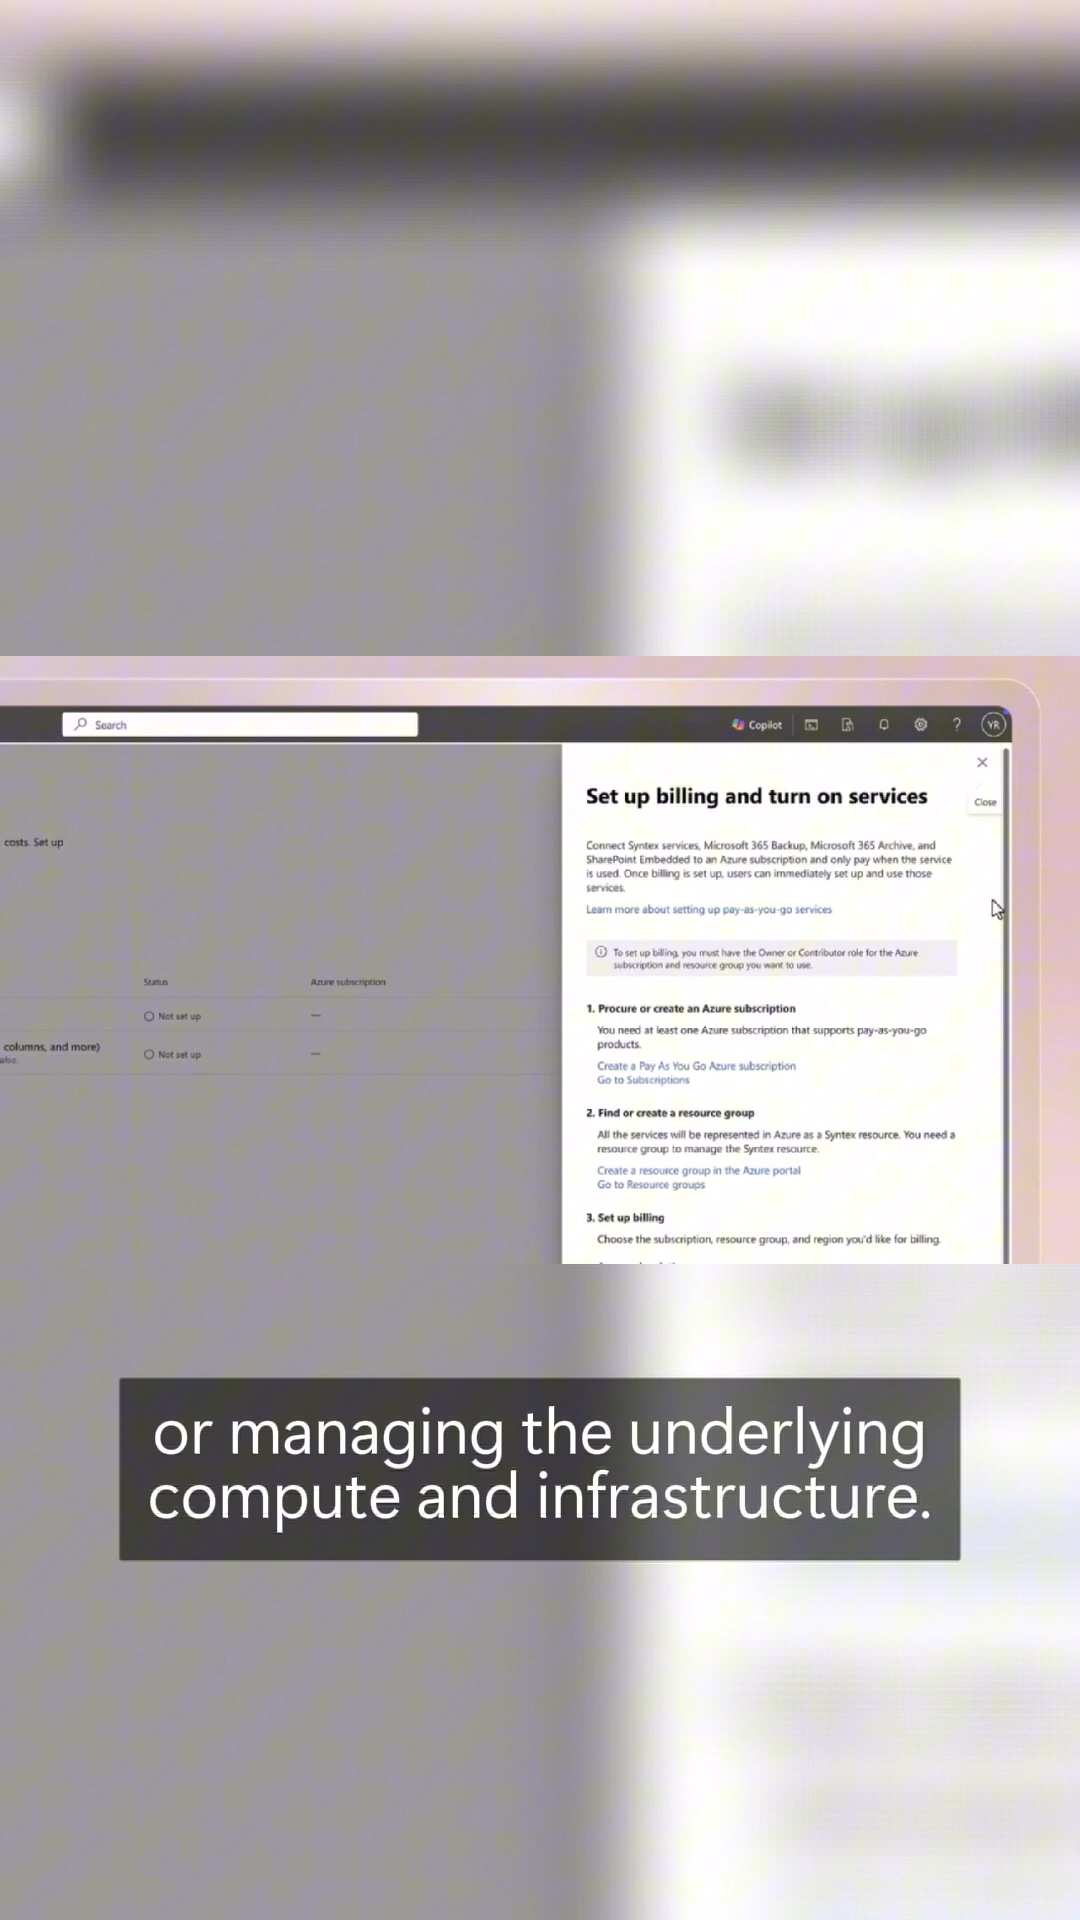 Search
Copilot
YR
Set up billing and turn on services
Close
costs. Set up
Connect Syntex services, Microsoft 365 Backup, Microsoft 365 Archive, and
SharePoint Embedded to an Azure subscription and only pay when the service
is used. Once billing is set up, users can immediately set up and use those
services.
Learn more about setting up pay-as-you-go services
To set up billing, you must have the Owner or Contributor role for the Azure
subscription and resource group you want to use.
Status
Azure subscription
Not set up
—
columns, and more)
Not set up
—
1. Procure or create an Azure subscription
You need at least one Azure subscription that supports pay-as-you-go
products.
Create a Pay As You Go Azure subscription
Go to Subscriptions
2. Find or create a resource group
All the services will be represented in Azure as a Syntex resource. You need a
resource group to manage the Syntex resource.
Create a resource group in the Azure portal
Go to Resource groups
3. Set up billing
Choose the subscription, resource group, and region you'd like for billing.
or managing the underlying
compute and infrastructure.